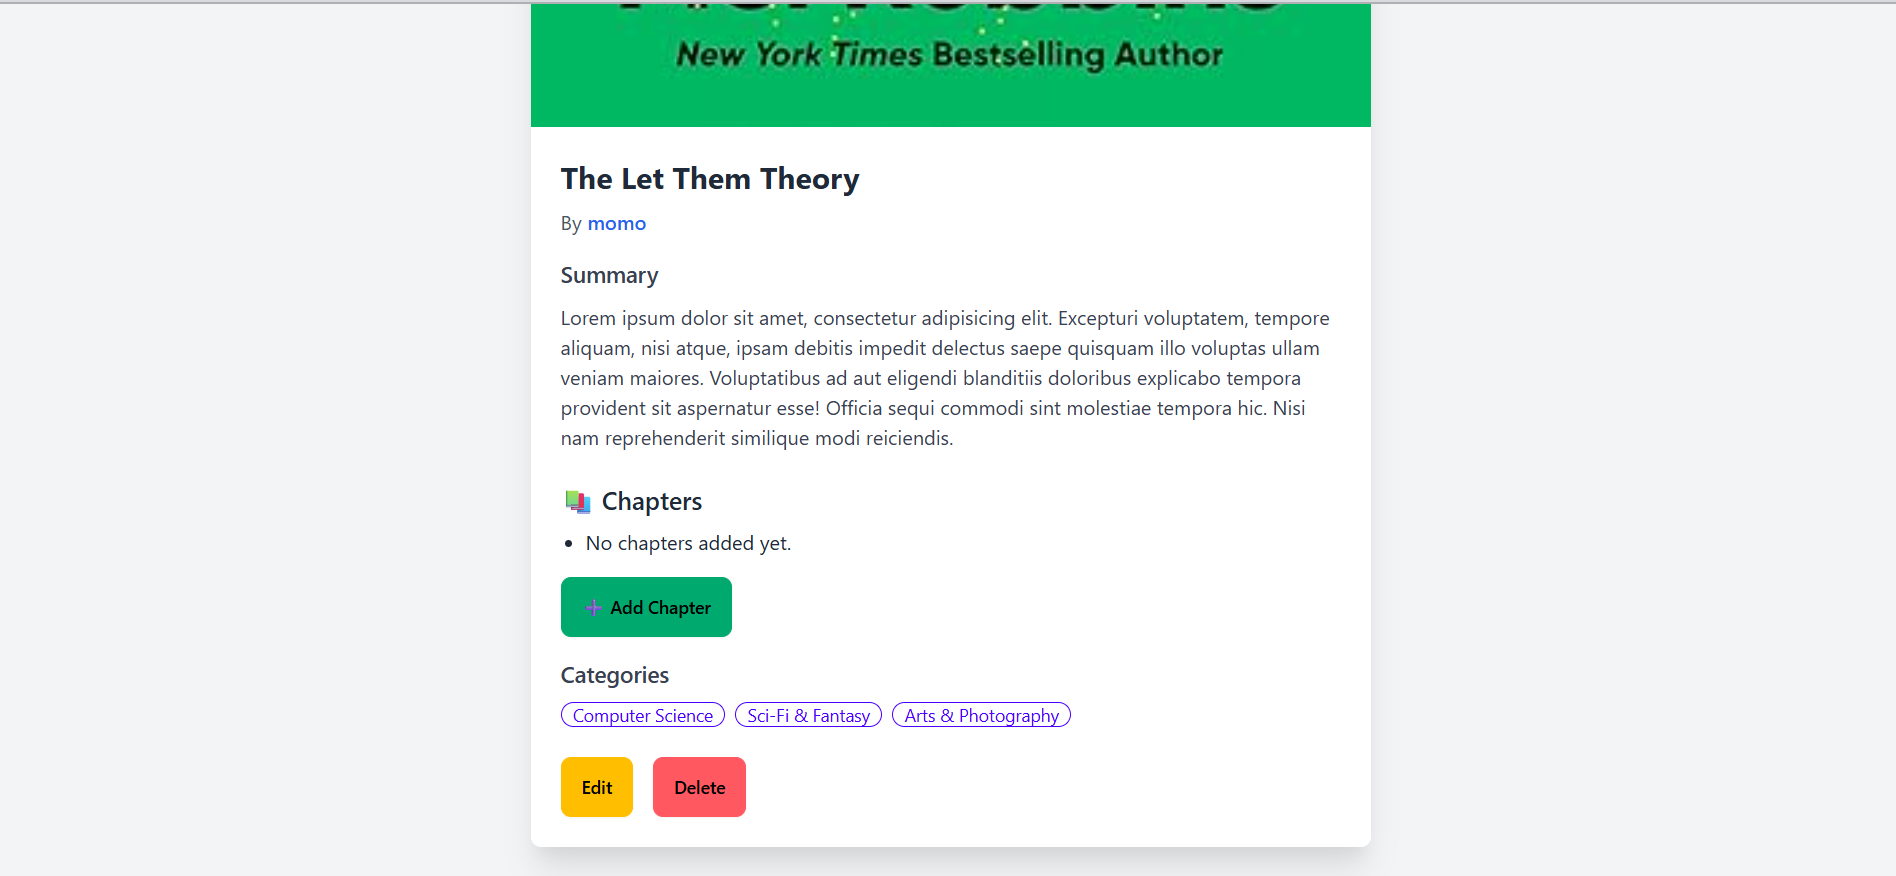 New York Times Bestselling Author
The Let Them Theory
By momo
Summary
Lorem ipsum dolor sit amet, consectetur adipisicing elit. Excepturi voluptatem, tempore
aliquam, nisi atque, ipsam debitis impedit delectus saepe quisquam illo voluptas ullam
veniam maiores. Voluptatibus ad aut eligendi blanditiis doloribus explicabo tempora
provident sit aspernatur esse! Officia sequi commodi sint molestiae tempora hic. Nisi
nam reprehenderit similique modi reiciendis.
📚 Chapters
• No chapters added yet.
➕ Add Chapter
Categories
Computer Science Sci-Fi & Fantasy Arts & Photography
Edit Delete